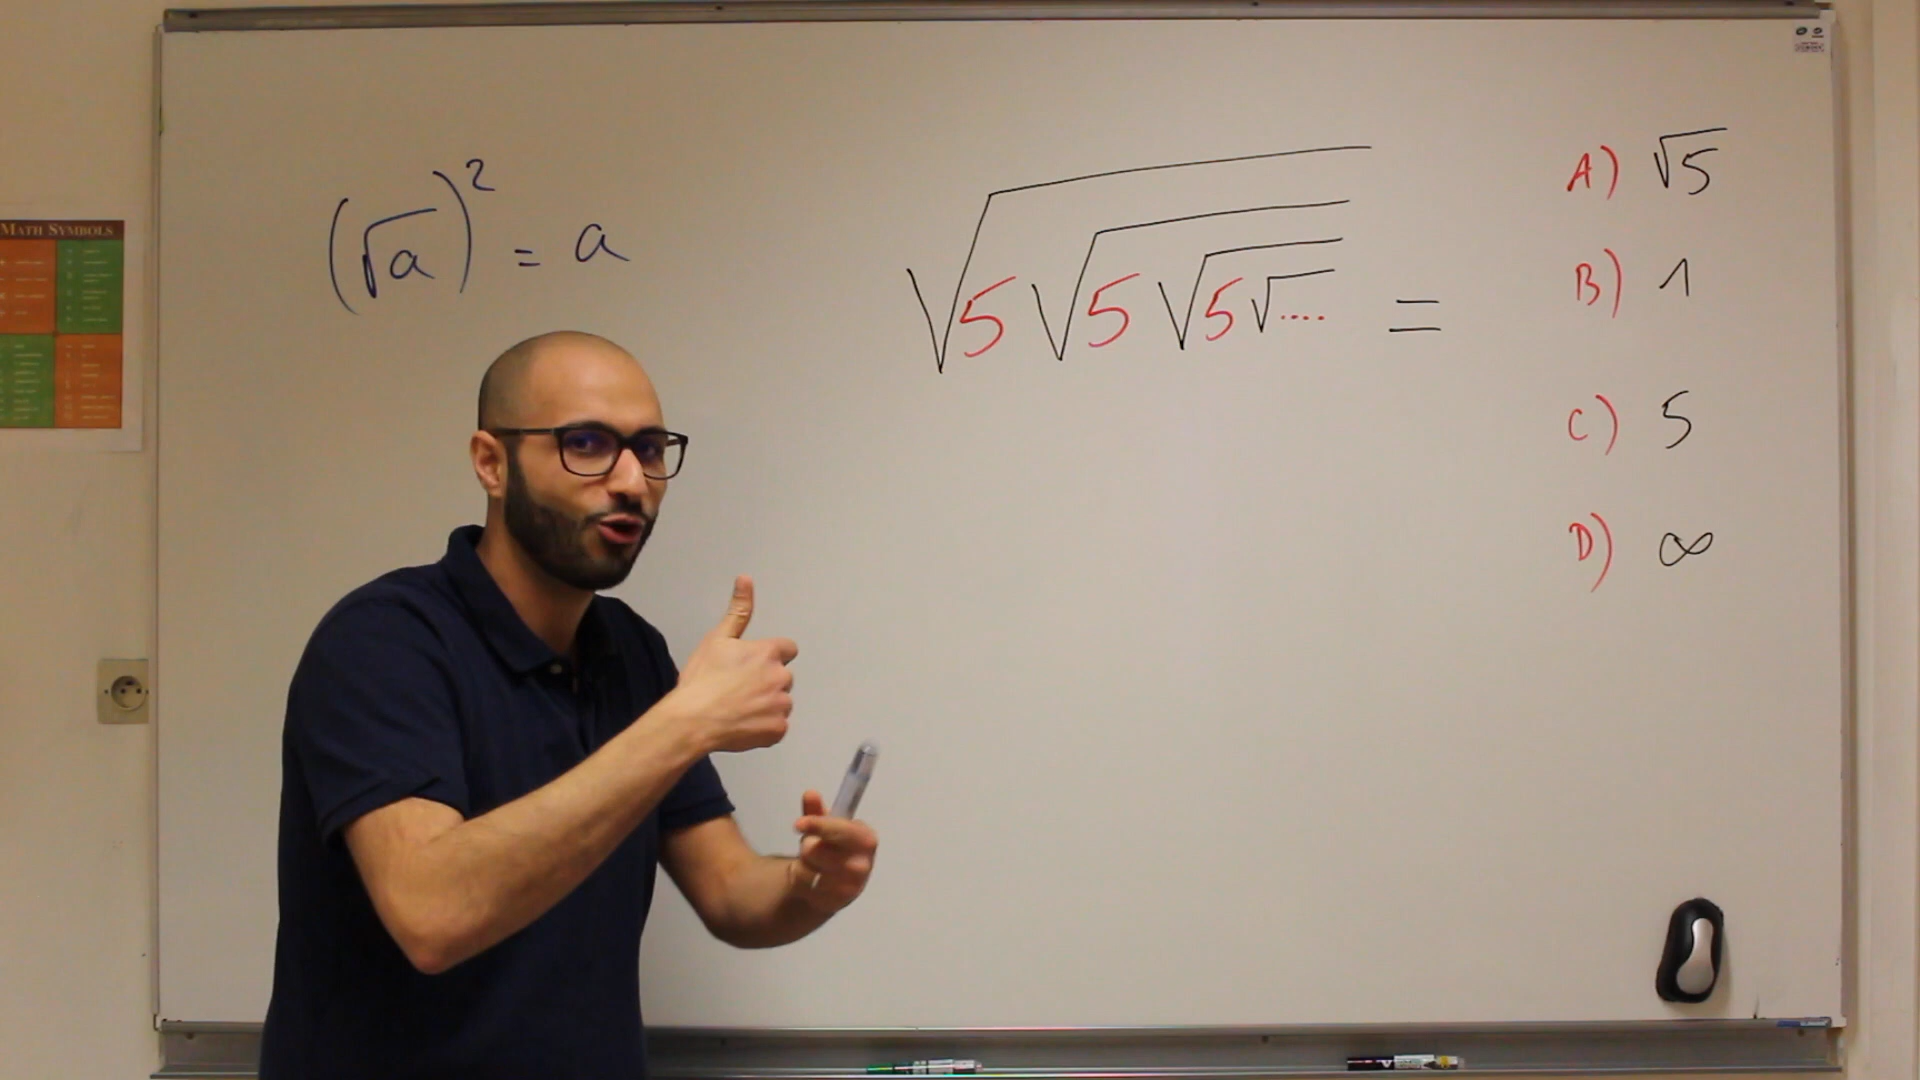 MATH SYMBOLS
(√a)² = a
√5√5√5√.... =
A) √5
B) 1
C) 5
D) ∞